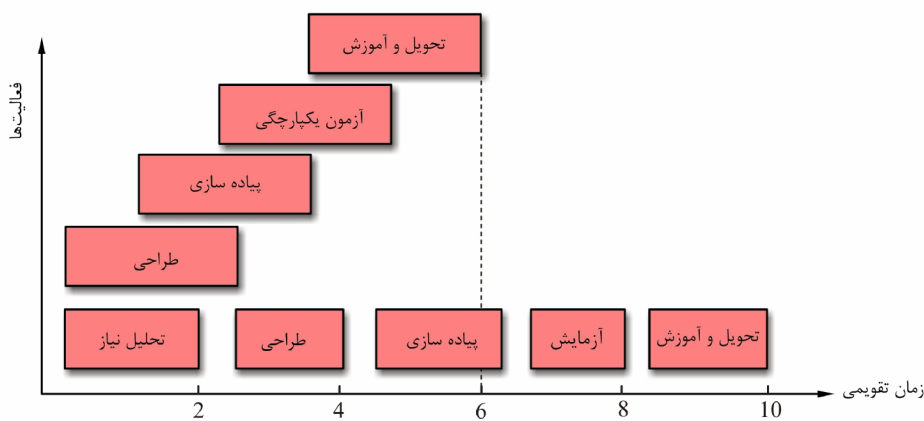 تحویل و آموزش
فعالیت‌ها
آزمون یکپارچگی
پیاده سازی
طراحی
تحلیل نیاز
طراحی
پیاده سازی
آزمایش
تحویل و آموزش
زمان تقویمی
2
4
6
8
10